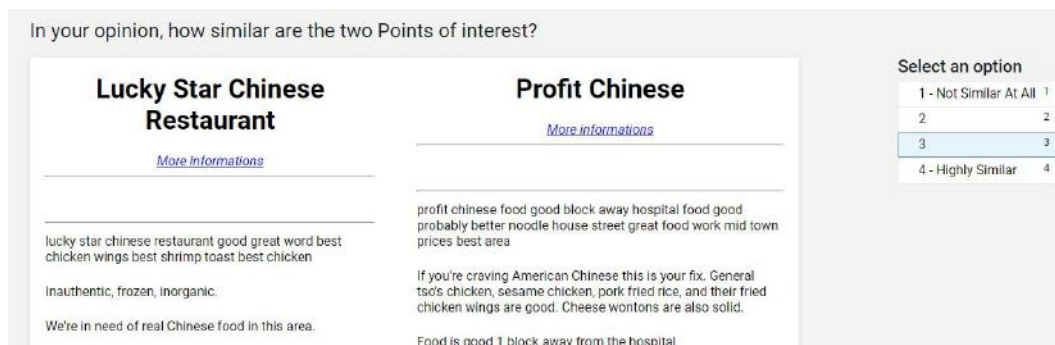 In your opinion, how similar are the two Points of interest?
Lucky Star Chinese
Restaurant
More Informations
lucky star chinese restaurant good great word best
chicken wings best shrimp toast best chicken
Inauthentic, frozen, inorganic.
We're in need of real Chinese food in this area.
Profit Chinese
More informations
profit chinese food good block away hospital food good
probably better noodle house street great food work mid town
prices best area
If you're craving American Chinese this is your fix. General
tso's chicken, sesame chicken, pork fried rice, and their fried
chicken wings are good. Cheese wontons are also solid.
Food is good 1 block away from the hospital
Select an option
1 - Not Similar At All 1
2 2
3 3
4 - Highly Similar 4